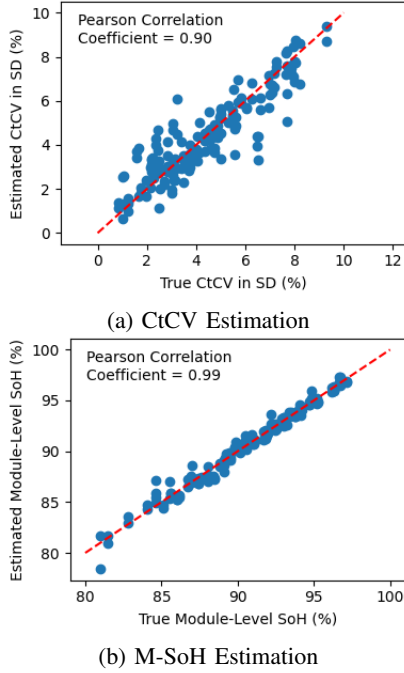 Pearson Correlation
Coefficient = 0.90
Estimated CtCV in SD (%)
10
8
6
4
2
0
0 2 4 6 8 10 12
True CtCV in SD (%)
(a) CtCV Estimation
Pearson Correlation
Coefficient = 0.99
Estimated Module-Level SoH (%)
100
95
90
85
80
80 85 90 95 100
True Module-Level SoH (%)
(b) M-SoH Estimation